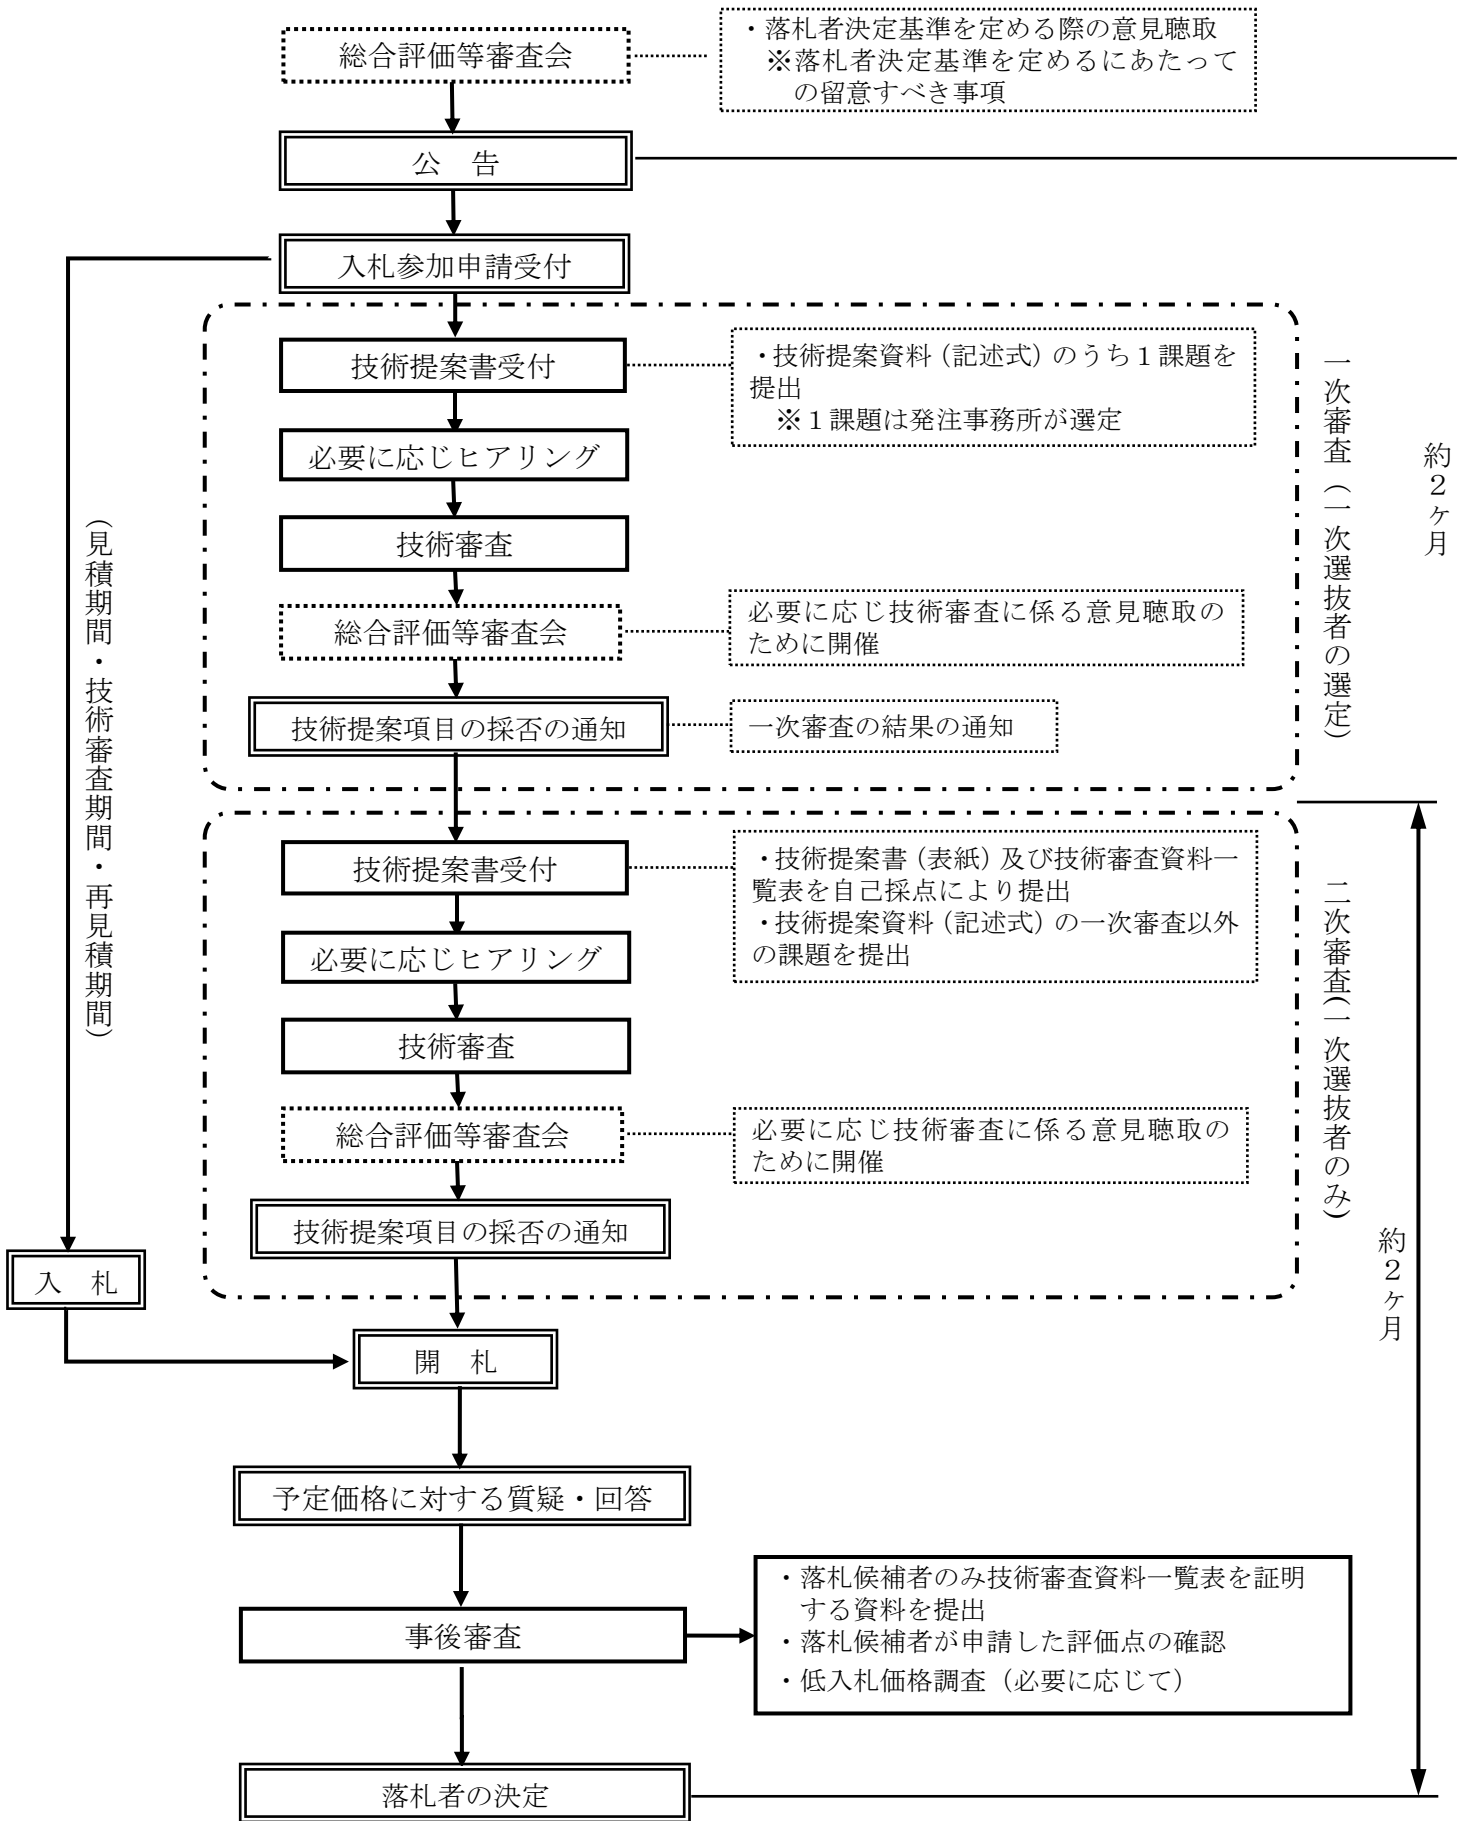 総合評価等審査会
・落札者決定基準を定める際の意見聴取
※落札者決定基準を定めるにあたって
の留意すべき事項
公　告
入札参加申請受付
技術提案書受付
・技術提案資料（記述式）のうち１課題を
提出
※１課題は発注事務所が選定
必要に応じヒアリング
技術審査
総合評価等審査会
必要に応じ技術審査に係る意見聴取の
ために開催
技術提案項目の採否の通知
一次審査の結果の通知
一次審査（一次選抜者の選定）
約２ヶ月
（見積期間・技術審査期間・再見積期間）
技術提案書受付
・技術提案書（表紙）及び技術審査資料一
覧表を自己採点により提出
・技術提案資料（記述式）の一次審査以外
の課題を提出
必要に応じヒアリング
技術審査
総合評価等審査会
必要に応じ技術審査に係る意見聴取の
ために開催
技術提案項目の採否の通知
二次審査（一次選抜者のみ）
約２ヶ月
入　札
開　札
予定価格に対する質疑・回答
事後審査
・落札候補者のみ技術審査資料一覧表を証明
する資料を提出
・落札候補者が申請した評価点の確認
・低入札価格調査（必要に応じて）
落札者の決定